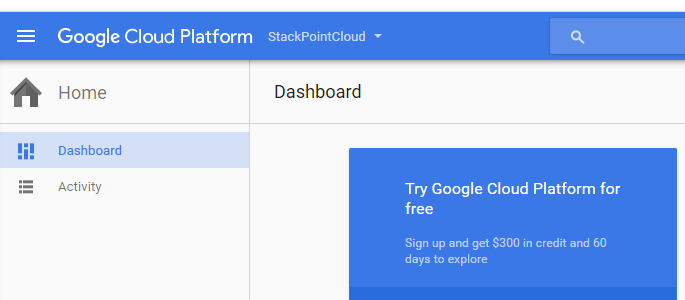 Google Cloud Platform StackPointCloud
Home
Dashboard
Dashboard
Activity
Try Google Cloud Platform for
free
Sign up and get $300 in credit and 60
days to explore